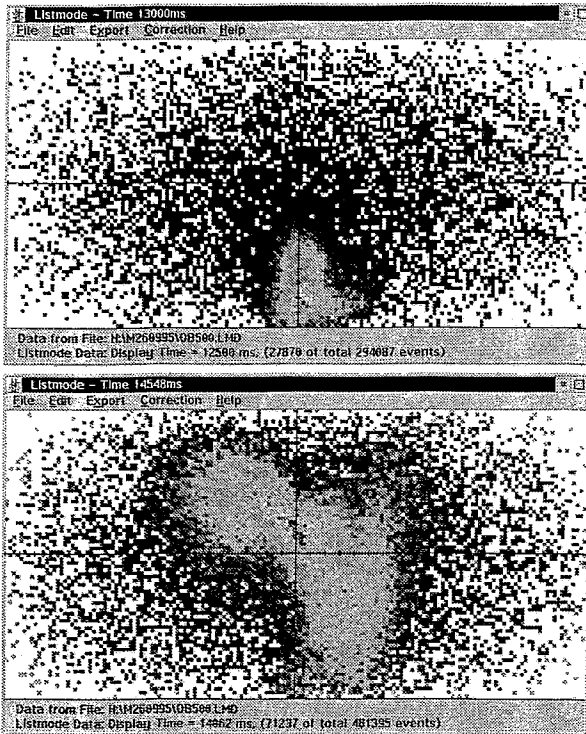 Listmode - Time 13000ms
File Edit Export Correction Help
Data from File: H:\M260995\OB500.LMD
Listmode Data: Display Time = 12500 ms, (27870 of total 294087 events)
Listmode - Time 14548ms
File Edit Export Correction Help
Data from File: H:\M260995\OB500.LMD
Listmode Data: Display Time = 14062 ms, (71237 of total 401395 events)